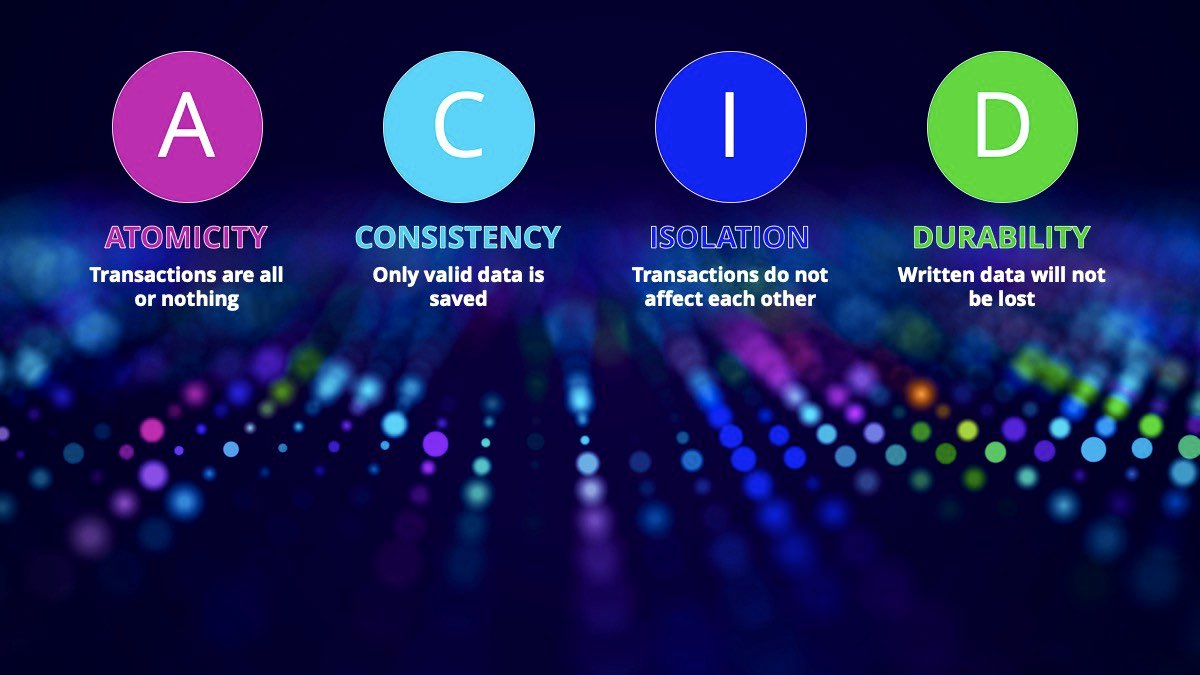 A C I D
ATOMICITY
Transactions are all
or nothing
CONSISTENCY
Only valid data is
saved
ISOLATION
Transactions do not
affect each other
DURABILITY
Written data will not
be lost